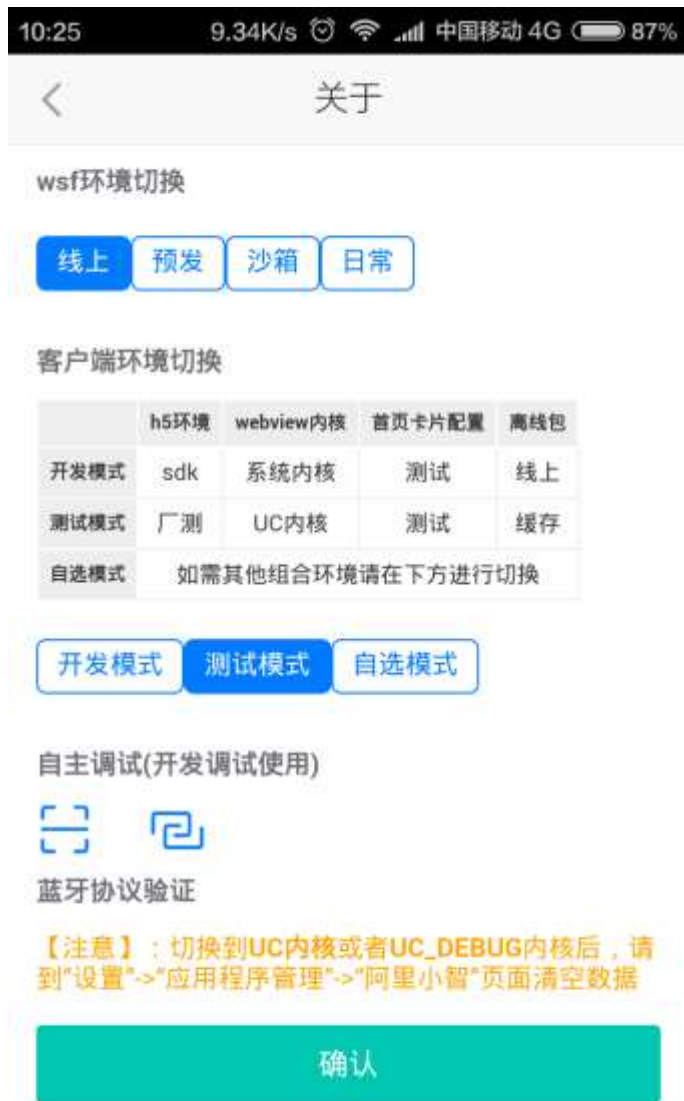 10:25 9.34K/s 中国移动 4G 87%
关于
wsf环境切换
线上 预发 沙箱 日常
客户端环境切换
h5环境 webview内核 首页卡片配置 离线包
开发模式 sdk 系统内核 测试 线上
测试模式 厂测 UC内核 测试 缓存
自选模式 如需其他组合环境请在下方进行切换
开发模式 测试模式 自选模式
自主调试(开发调试使用)
蓝牙协议验证
【注意】:切换到UC内核或者UC_DEBUG内核后,请
到"设置"->"应用程序管理"->"阿里小智"页面清空数据
确认